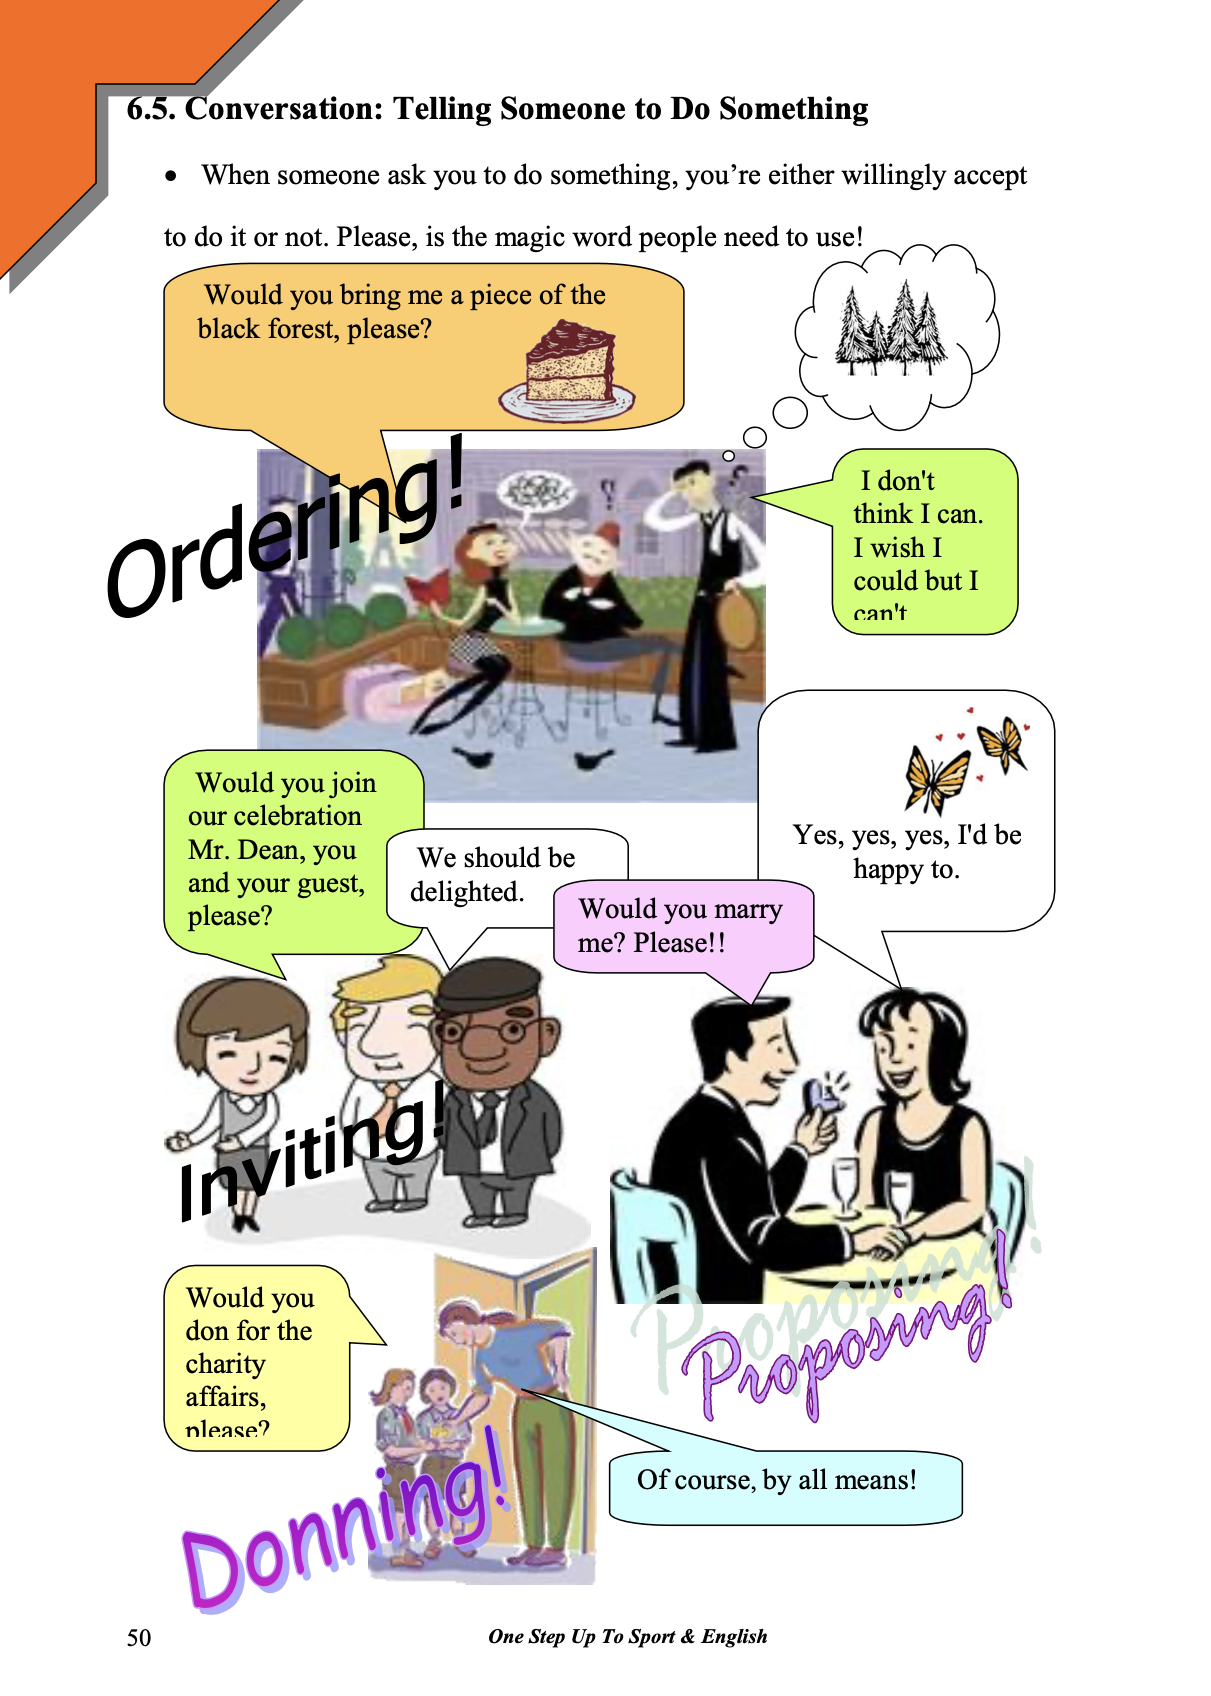 6.5. Conversation: Telling Someone to Do Something
• When someone ask you to do something, you’re either willingly accept
to do it or not. Please, is the magic word people need to use!
Would you bring me a piece of the
black forest, please?
Ordering!
I don't
think I can.
I wish I
could but I
can't
Would you join
our celebration
Mr. Dean, you
and your guest,
please?
We should be
delighted.
Would you marry
me? Please!!
Yes, yes, yes, I'd be
happy to.
Inviting!
Proposing!
Would you
don for the
charity
affairs,
please?
Of course, by all means!
Donning!
50
One Step Up To Sport & English